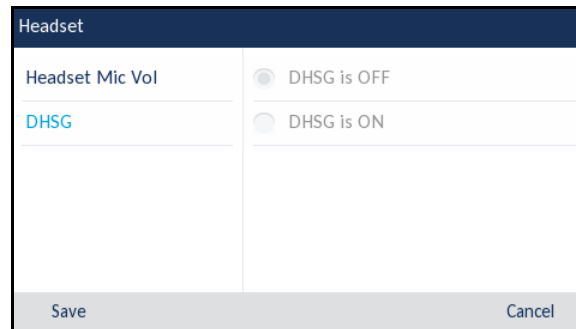 Headset
Headset Mic Vol
DHSG is OFF
DHSG
DHSG is ON
Save
Cancel